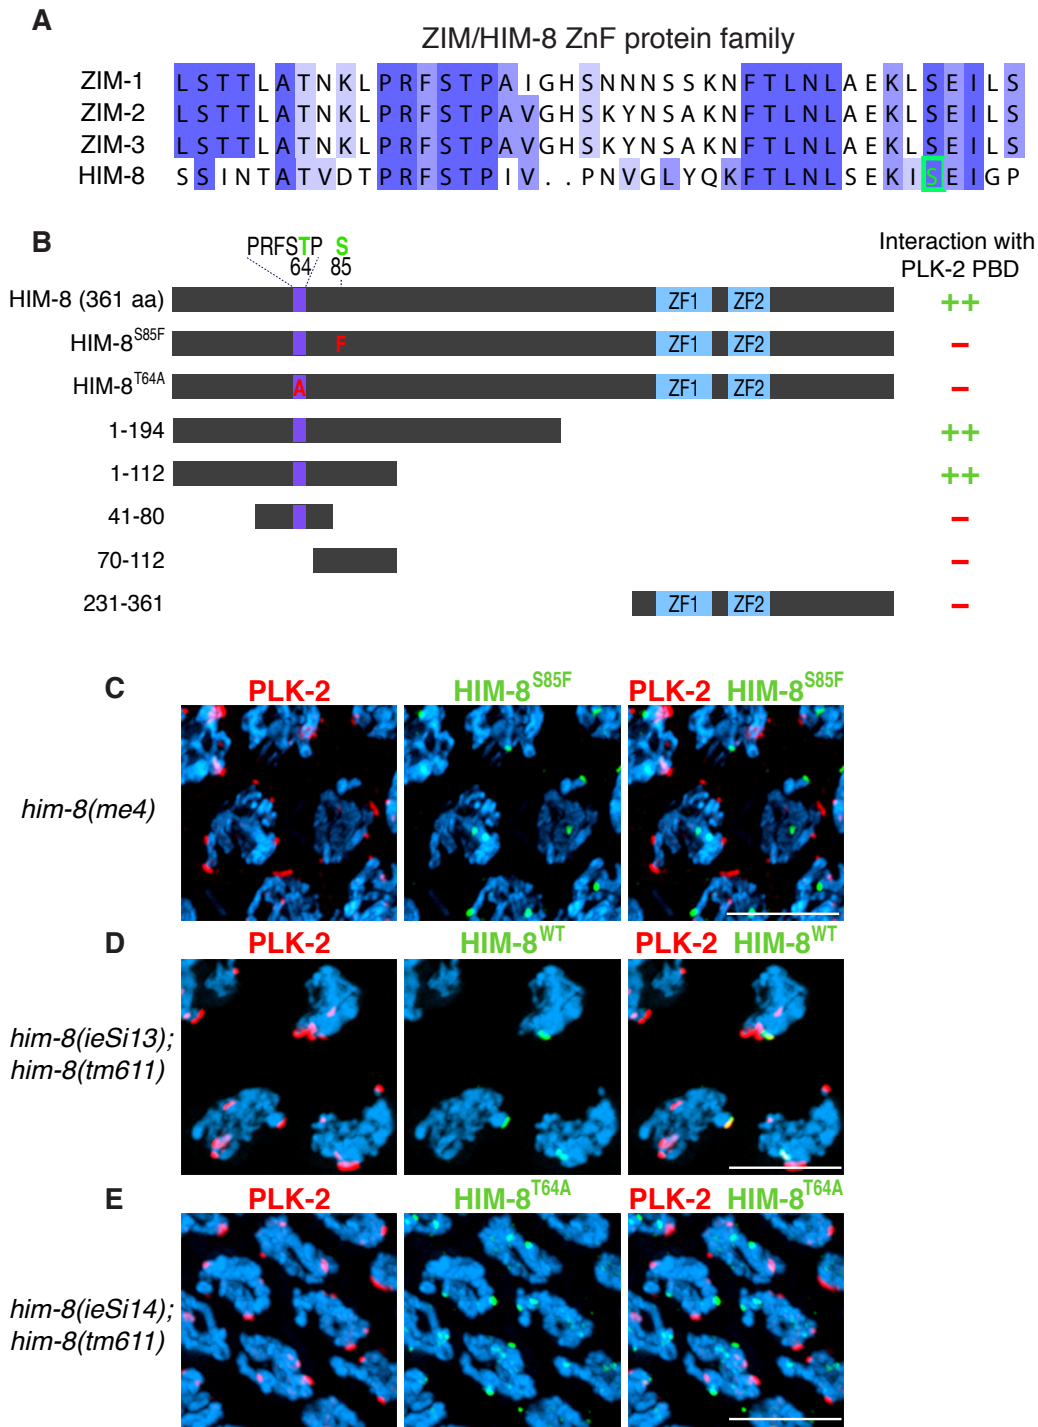 A
ZIM/HIM-8 ZnF protein family
ZIM-1 LSTTLATNKLPRFSTPAIGHSNNNSSKNFTLNLAEKLSEILS
ZIM-2 LSTTLATNKLPRFSTPAVGHSKYNSAKNFTLNLAEKLSEILS
ZIM-3 LSTTLATNKLPRFSTPAVGHSKYNSAKNFTLNLAEKLSEILS
HIM-8 SSINTATVDTPRFSTPIV..PNVGLYQKFTLNLSEKISEIGP
B
PRFSTP S
64 85
Interaction with
PLK-2 PBD
HIM-8 (361 aa) ZF1 ZF2 ++
HIM-8S85F F ZF1 ZF2 −
HIM-8T64A A ZF1 ZF2 −
1-194 ++
1-112 ++
41-80 −
70-112 −
231-361 ZF1 ZF2 −
C
PLK-2 HIM-8S85F PLK-2 HIM-8S85F
him-8(me4)
D
PLK-2 HIM-8WT PLK-2 HIM-8WT
him-8(ieSi13);
him-8(tm611)
E
PLK-2 HIM-8T64A PLK-2 HIM-8T64A
him-8(ieSi14);
him-8(tm611)